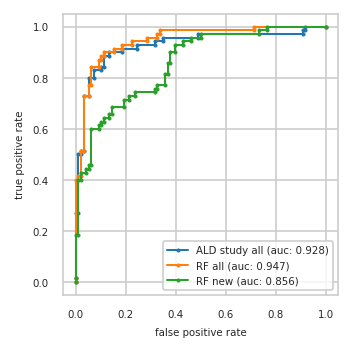 1.0
0.8
0.6
0.4
0.2
0.0
true positive rate
ALD study all (auc: 0.928)
RF all (auc: 0.947)
RF new (auc: 0.856)
0.0 0.2 0.4 0.6 0.8 1.0
false positive rate